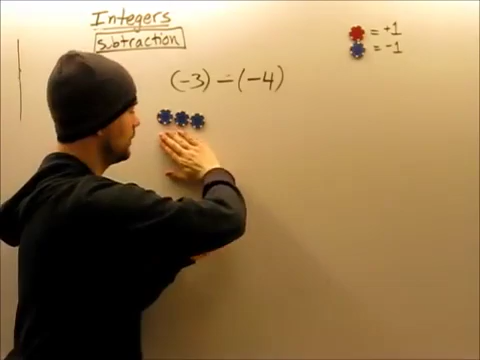 Integers
subtraction
(-3) - (-4)
= +1
= -1